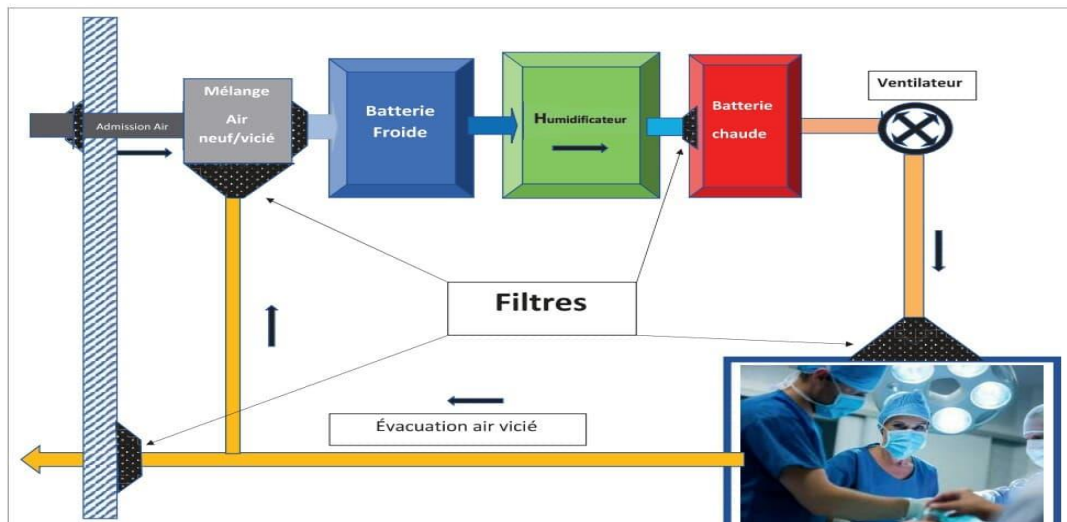 Admission Air
Mélange
Air
neuf/vicié
Batterie
Froide
Humidificateur
Batterie
chaude
Ventilateur
Filtres
Évacuation air vicié